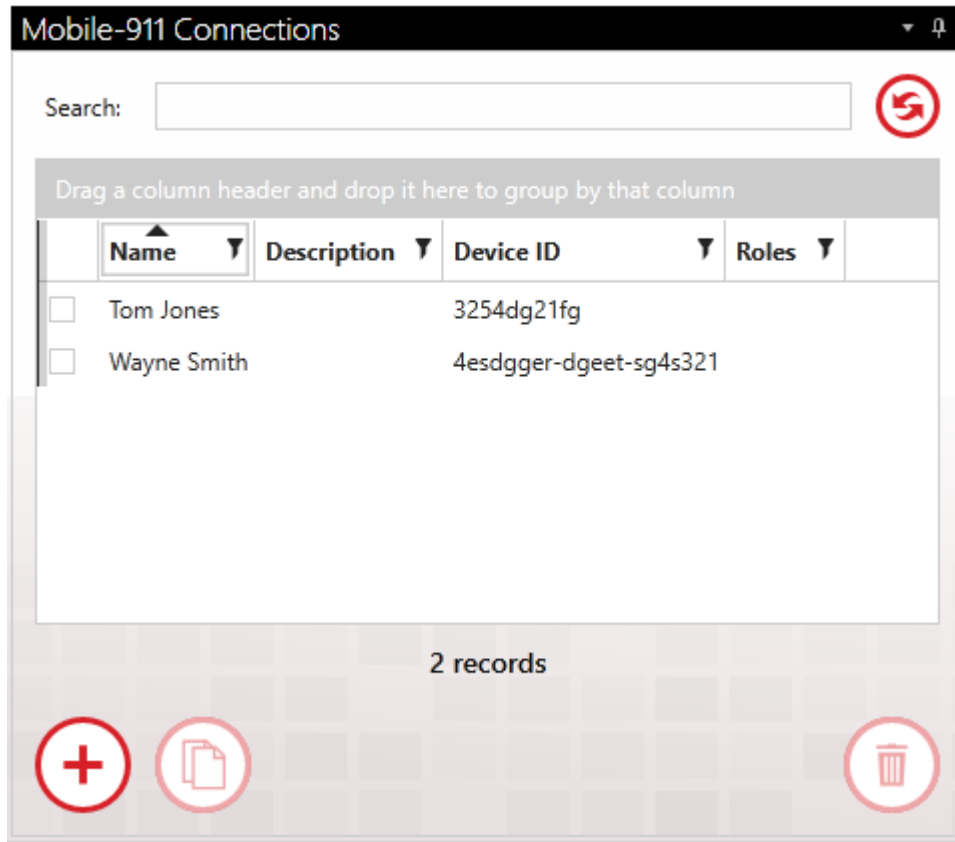 Mobile-911 Connections
Search:
Drag a column header and drop it here to group by that column
Name Description Device ID Roles
Tom Jones 3254dg21fg
Wayne Smith 4esdgger-dgeet-sg4s321
2 records